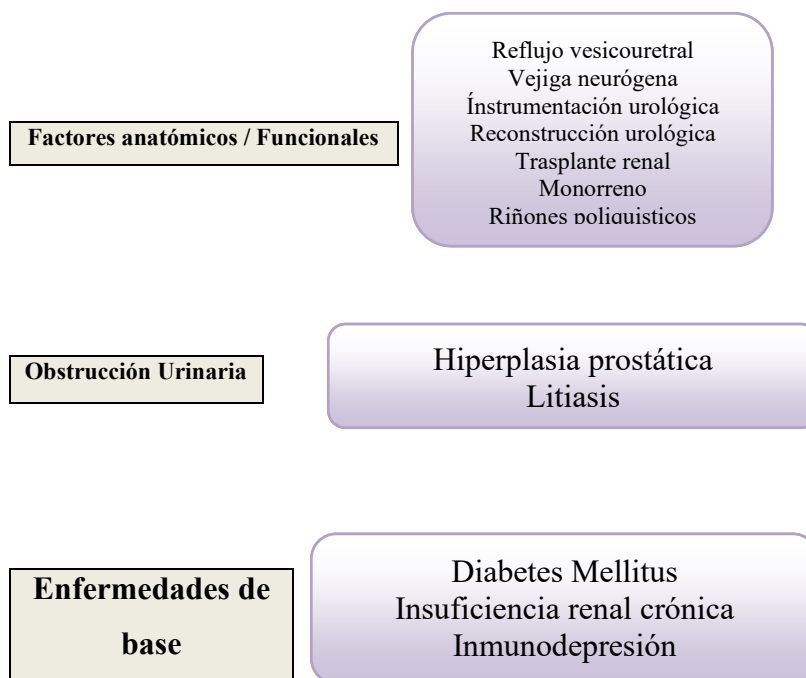 Factores anatómicos / Funcionales
Reflujo vesicouretral
Vejiga neurógena
Ínstrumentación urológica
Reconstrucción urológica
Trasplante renal
Monorreno
Riñones poliquisticos
Obstrucción Urinaria
Hiperplasia prostática
Litiasis
Enfermedades de
base
Diabetes Mellitus
Insuficiencia renal crónica
Inmunodepresión